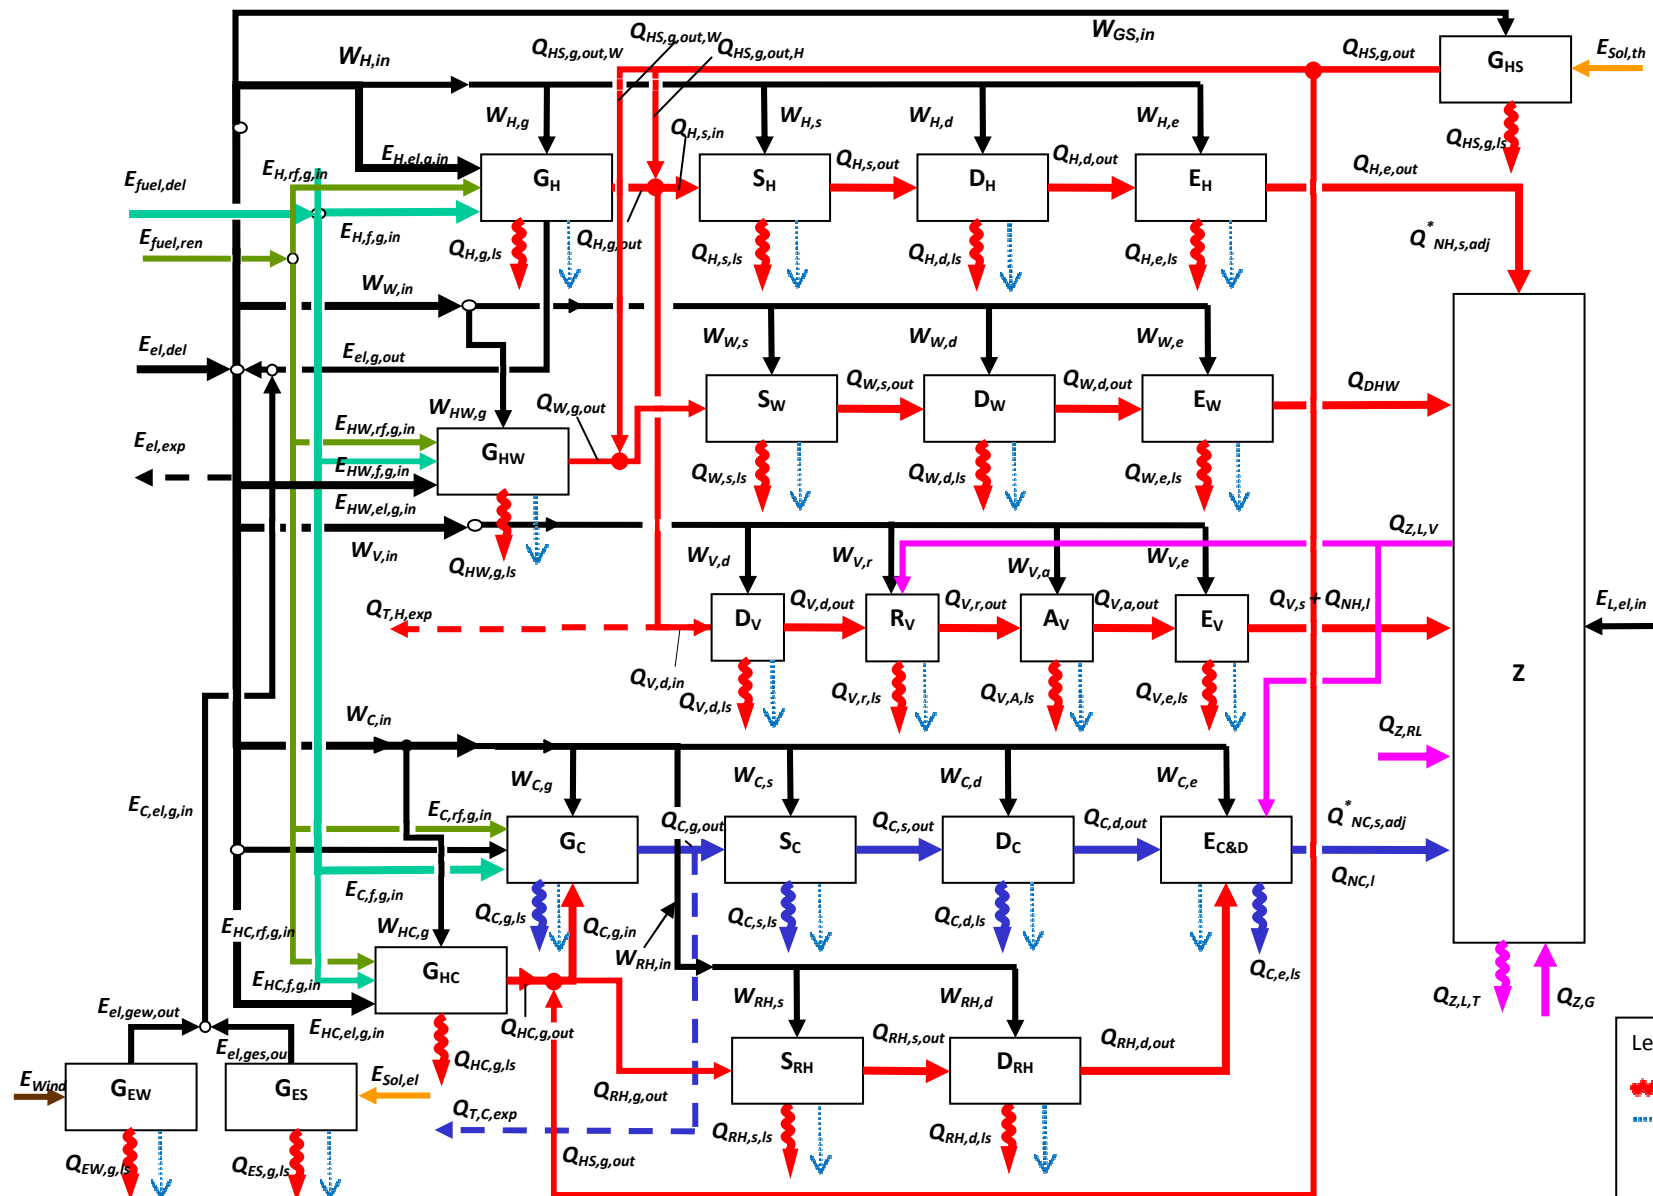 W_GS,in
Q_HS,g,out,W
Q_HS,g,out,W
Q_HS,g,out,H
Q_HS,g,out
G_HS
E_Sol,th
W_H,in
W_H,g
Q_H,s,in
W_H,s
W_H,d
W_H,e
Q_HS,g,ls
E_H,el,g,in
E_H,rf,g,in
E_fuel,del
G_H
S_H
Q_H,s,out
D_H
Q_H,d,out
E_H
Q_H,e,out
E_fuel,ren
E_H,f,g,in
Q_H,g,ls
Q_H,g,out
Q_H,s,ls
Q_H,d,ls
Q_H,e,ls
Q*_NH,s,adj
W_W,in
W_W,s
W_W,d
W_W,e
E_el,del
E_el,g,out
W_HW,g
Q_W,g,out
S_W
Q_W,s,out
D_W
Q_W,d,out
E_W
Q_DHW
E_el,exp
E_HW,rf,g,in
E_HW,f,g,in
E_HW,el,g,in
G_HW
Q_W,s,ls
Q_W,d,ls
Q_W,e,ls
W_V,in
Q_HW,g,ls
W_V,d
W_V,r
W_V,a
W_V,e
Q_Z,L,V
Q_T,H,exp
D_V
Q_V,d,out
R_V
Q_V,r,out
A_V
Q_V,a,out
E_V
Q_V,s + Q_NH,l
E_L,el,in
Q_V,d,in
Q_V,d,ls
Q_V,r,ls
Q_V,A,ls
Q_V,e,ls
Z
W_C,in
W_C,g
W_C,s
W_C,d
W_C,e
Q_Z,RL
E_C,el,g,in
E_C,rf,g,in
Q_C,g,out
G_C
S_C
Q_C,s,out
D_C
Q_C,d,out
E_C&D
Q*_NC,s,adj
E_C,f,g,in
Q_NC,l
E_HC,rf,g,in
W_HC,g
Q_C,g,ls
Q_C,g,in
W_RH,in
Q_C,s,ls
Q_C,d,ls
Q_C,e,ls
G_HC
E_HC,f,g,in
E_HC,el,g,in
Q_HC,g,out
W_RH,s
W_RH,d
Q_Z,L,T
Q_Z,G
E_el,gew,out
E_el,ges,ou
Q_HC,g,ls
S_RH
Q_RH,s,out
D_RH
Q_RH,d,out
Le
E_Wind
G_EW
G_ES
E_Sol,el
Q_RH,g,out
Q_T,C,exp
Q_RH,s,ls
Q_RH,d,ls
Q_EW,g,ls
Q_ES,g,ls
Q_HS,g,out